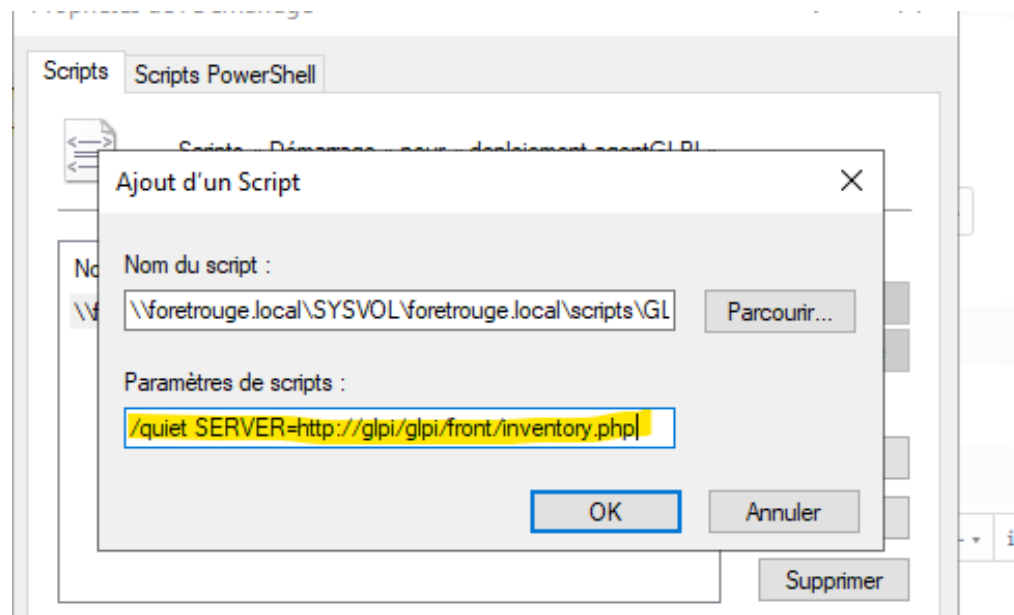 Scripts Scripts PowerShell
Ajout d'un Script
Nom du script :
\\foretrouge.local\SYSVOL\foretrouge.local\scripts\GL
Parcourir...
Paramètres de scripts :
/quiet SERVER=http://glpi/glpi/front/inventory.php
OK
Annuler
Supprimer